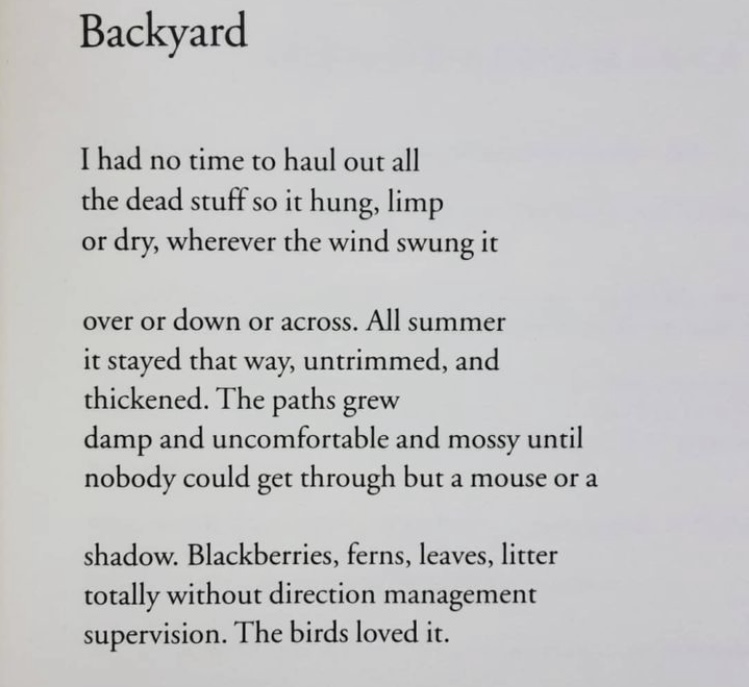 Backyard
I had no time to haul out all
the dead stuff so it hung, limp
or dry, wherever the wind swung it
over or down or across. All summer
it stayed that way, untrimmed, and
thickened. The paths grew
damp and uncomfortable and mossy until
nobody could get through but a mouse or a
shadow. Blackberries, ferns, leaves, litter
totally without direction management
supervision. The birds loved it.